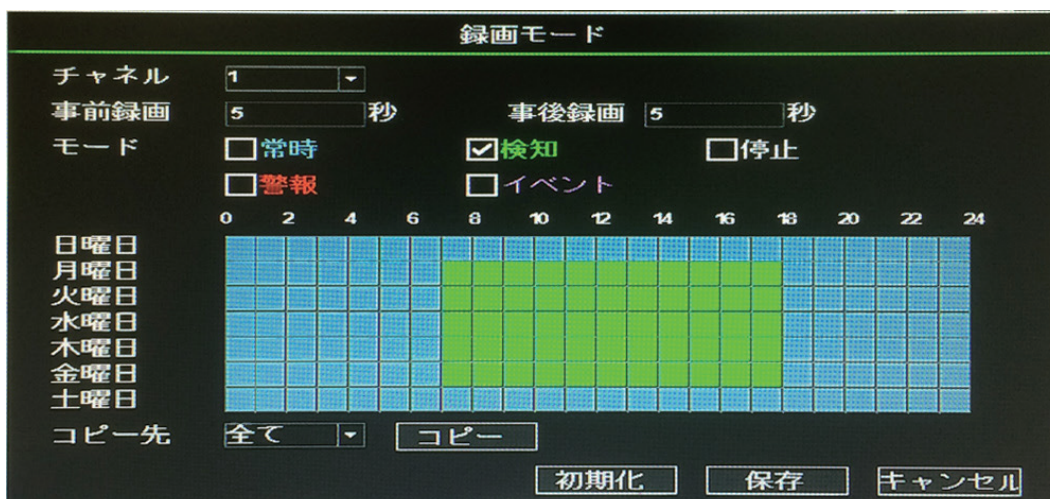 録画モード
チャネル 1
事前録画 5 秒 事後録画 5 秒
モード 常時 検知 停止
警報 イベント
0 2 4 6 8 10 12 14 16 18 20 22 24
日曜日
月曜日
火曜日
水曜日
木曜日
金曜日
土曜日
コピー先 全て コピー
初期化 保存 キャンセル